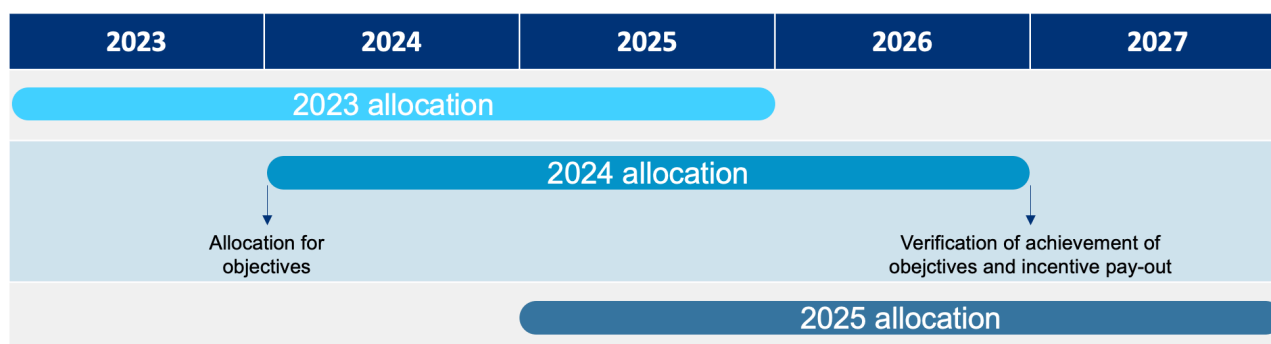 2023 2024 2025 2026 2027
2023 allocation
2024 allocation
Allocation for
objectives
Verification of achievement of
obejctives and incentive pay-out
2025 allocation